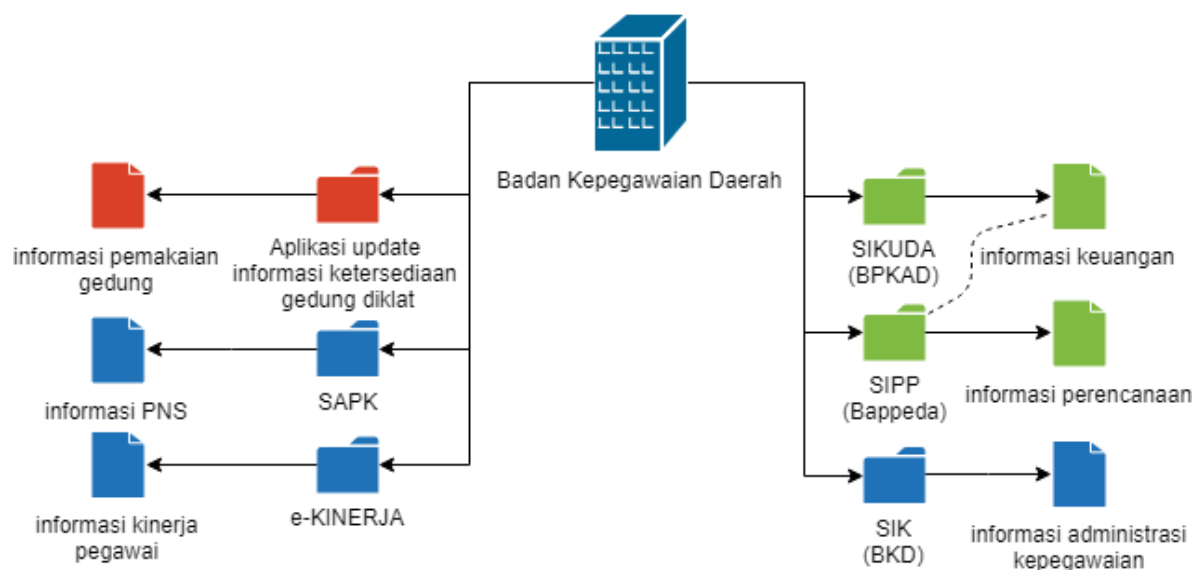 Badan Kepegawaian Daerah
informasi pemakaian
gedung
Aplikasi update
informasi ketersediaan
gedung diklat
informasi PNS
SAPK
informasi kinerja
pegawai
e-KINERJA
SIKUDA
(BPKAD)
informasi keuangan
SIPP
(Bappeda)
informasi perencanaan
SIK
(BKD)
informasi administrasi
kepegawaian